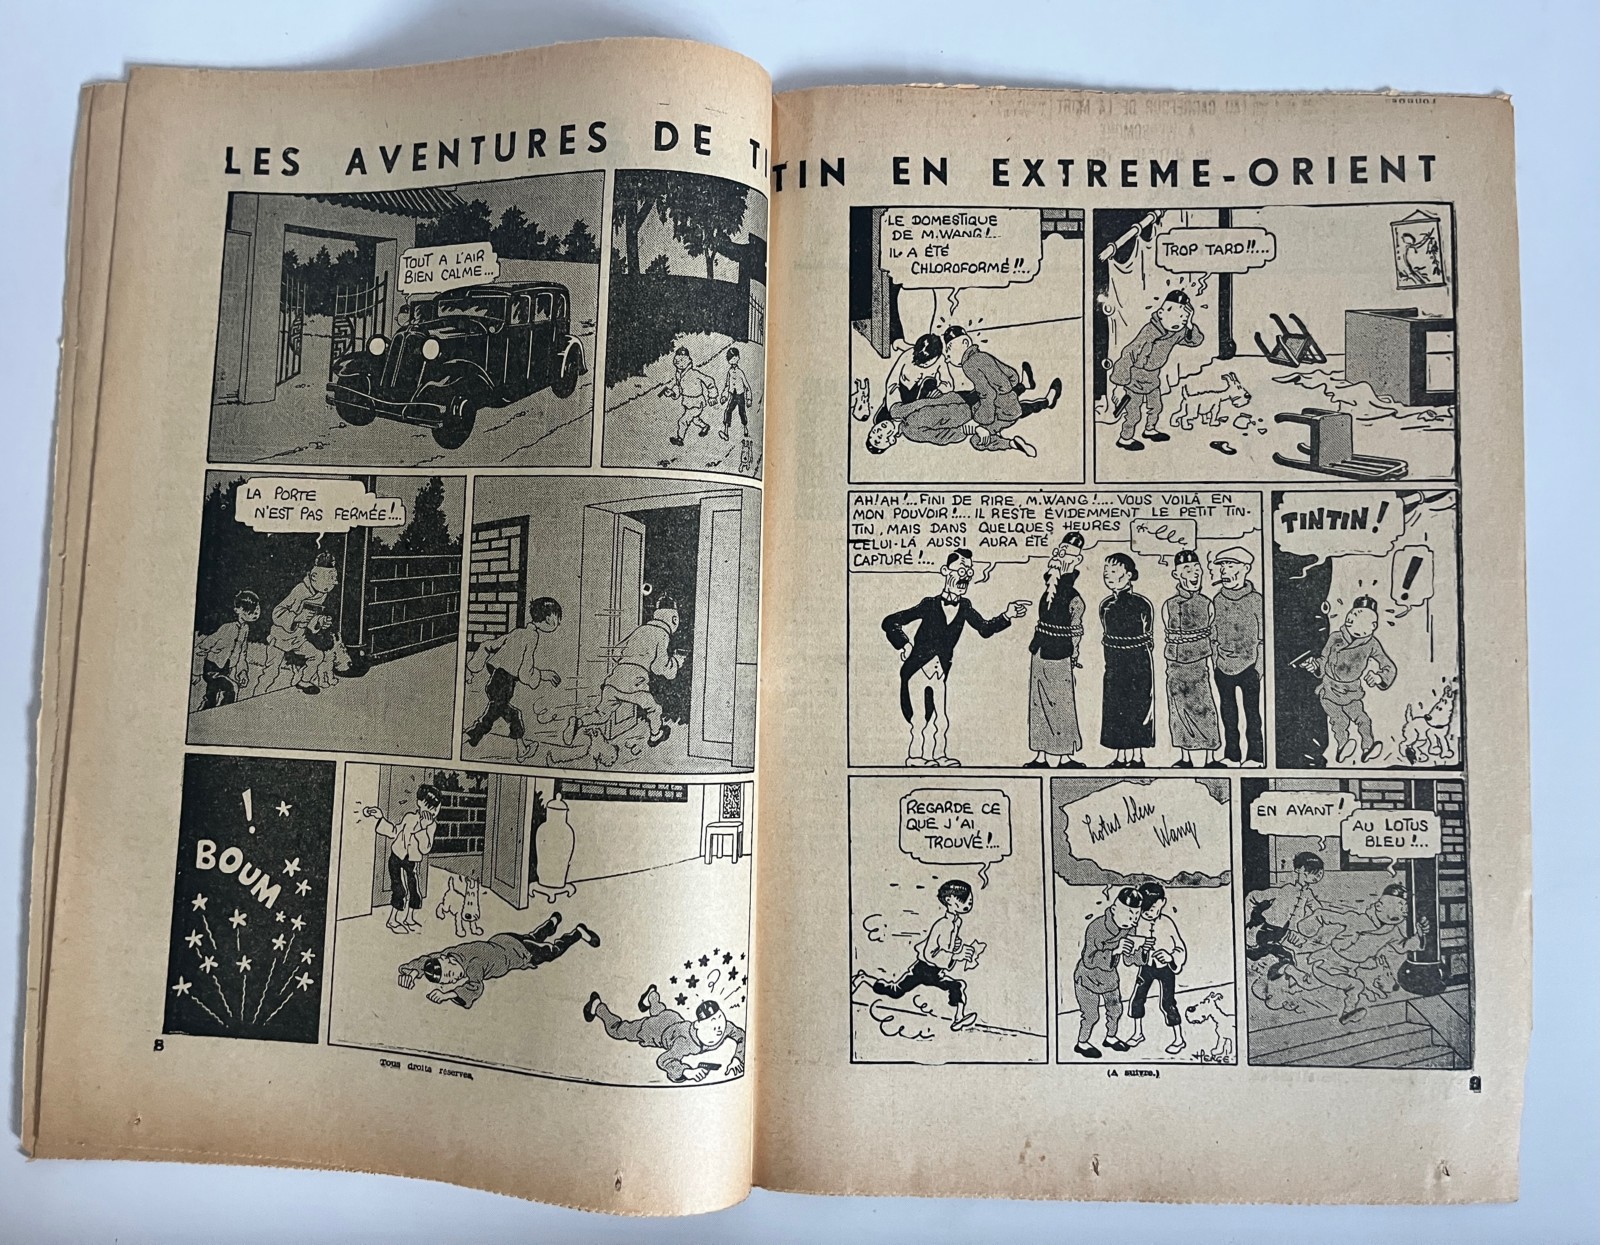 LES AVENTURES DE TINTIN EN EXTREME-ORIENT
TOUT A L'AIR
BIEN CALME...
LA PORTE
N'EST PAS FERMÉE!..
!
BOUM
8
Tous droits réservés.
LE DOMESTIQUE
DE M.WANG!..
IL A ÉTÉ
CHLOROFORMÉ!!..
TROP TARD!!...
AH!AH!...FINI DE RIRE, M.WANG!.... VOUS VOILÀ EN
MON POUVOIR!.... IL RESTE ÉVIDEMMENT LE PETIT TIN-
TIN, MAIS DANS QUELQUES HEURES
CELUI-LÀ AUSSI AURA ÉTÉ
CAPTURÉ!...
TINTIN!
!
REGARDE CE
QUE J'AI
TROUVÉ!..
Lotus bleu
Wang
HERGÉ
EN AYANT!
AU LOTUS
BLEU!...
(A suivre.)